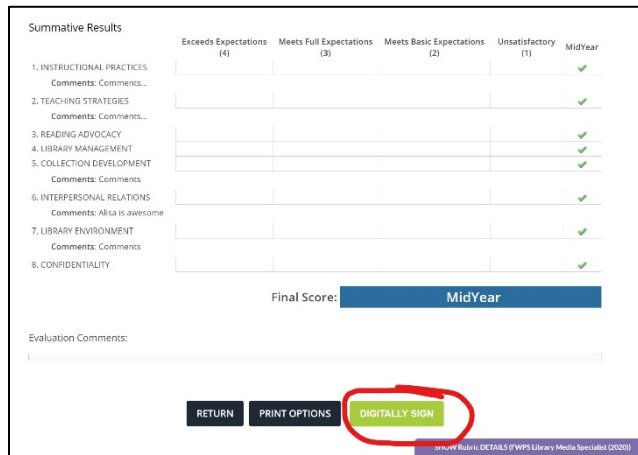 Summative Results
Exceeds Expectations (4) Meets Full Expectations (3) Meets Basic Expectations (2) Unsatisfactory (1) MidYear
1. INSTRUCTIONAL PRACTICES
Comments: Comments...
2. TEACHING STRATEGIES
Comments: Comments...
3. READING ADVOCACY
4. LIBRARY MANAGEMENT
5. COLLECTION DEVELOPMENT
Comments: Comments
6. INTERPERSONAL RELATIONS
Comments: Alisa is awesome
7. LIBRARY ENVIRONMENT
Comments: Comments
8. CONFIDENTIALITY
Final Score: MidYear
Evaluation Comments:
RETURN PRINT OPTIONS DIGITALLY SIGN
SHOW Rubric DETAILS (FWPS Library Media Specialist (2020))